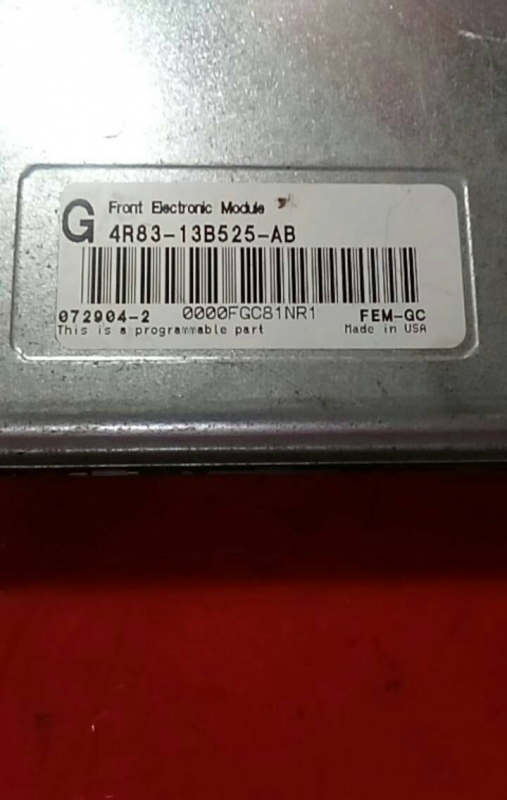 G Front Electronic Module
4R83-13B525-AB
072904-2 0000FGC81NR1 FEM-GC
This is a programmable part Made in USA